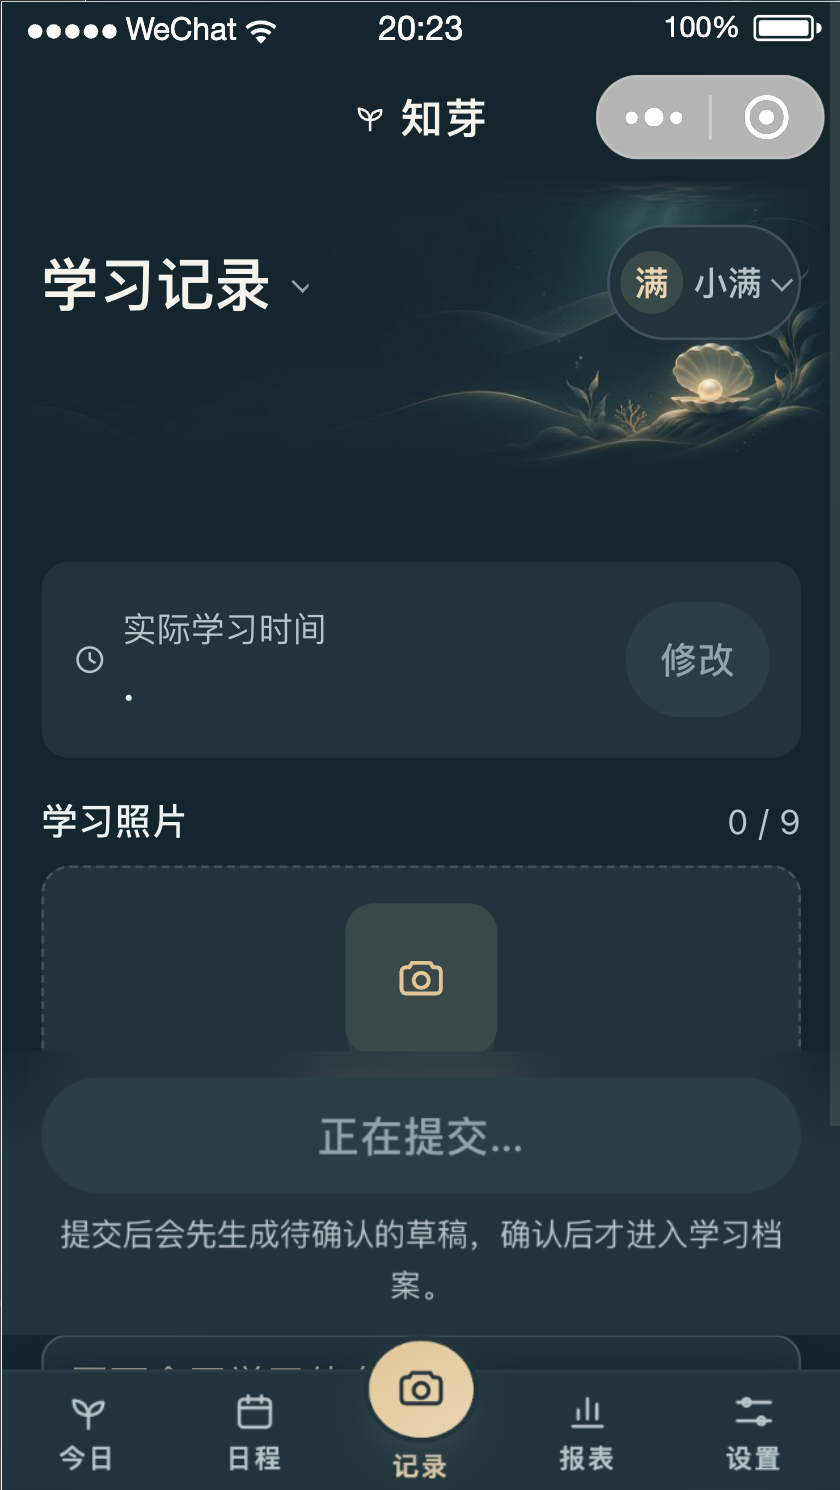 WeChat 20:23 100%
知芽
学习记录
满 小满
实际学习时间
·
修改
学习照片 0 / 9
正在提交...
提交后会先生成待确认的草稿，确认后才进入学习档
案。
今日 日程 记录 报表 设置